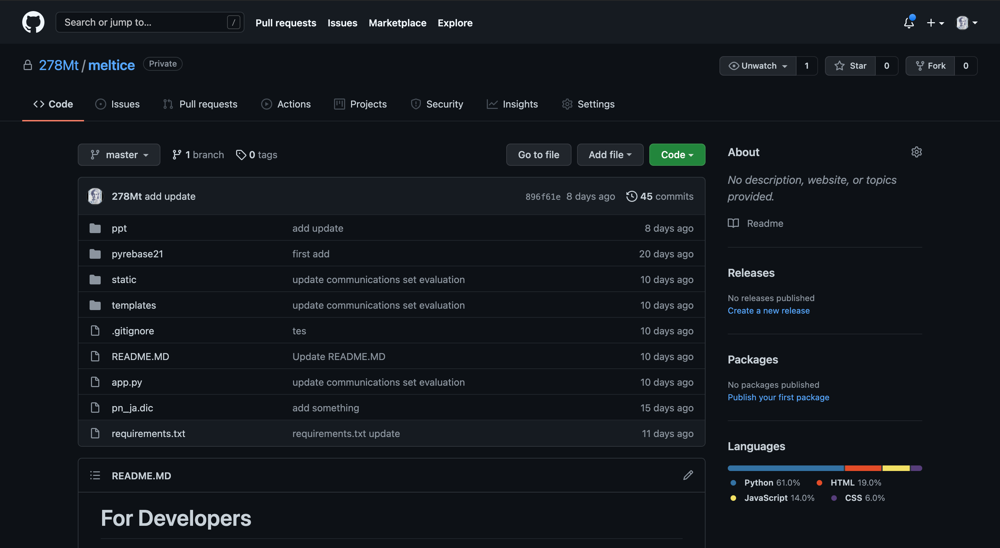 Search or jump to... /
Pull requests Issues Marketplace Explore
278Mt / meltice Private
Unwatch 1 Star 0 Fork 0
Code Issues Pull requests Actions Projects Security Insights Settings
master 1 branch 0 tags
Go to file Add file Code
278Mt add update 896f61e 8 days ago 45 commits
ppt add update 8 days ago
pyrebase21 first add 20 days ago
static update communications set evaluation 10 days ago
templates update communications set evaluation 10 days ago
.gitignore tes 10 days ago
README.MD Update README.MD 10 days ago
app.py update communications set evaluation 10 days ago
pn_ja.dic add something 15 days ago
requirements.txt requirements.txt update 11 days ago
README.MD
For Developers
About
No description, website, or topics
provided.
Readme
Releases
No releases published
Create a new release
Packages
No packages published
Publish your first package
Languages
Python 61.0% HTML 19.0%
JavaScript 14.0% CSS 6.0%